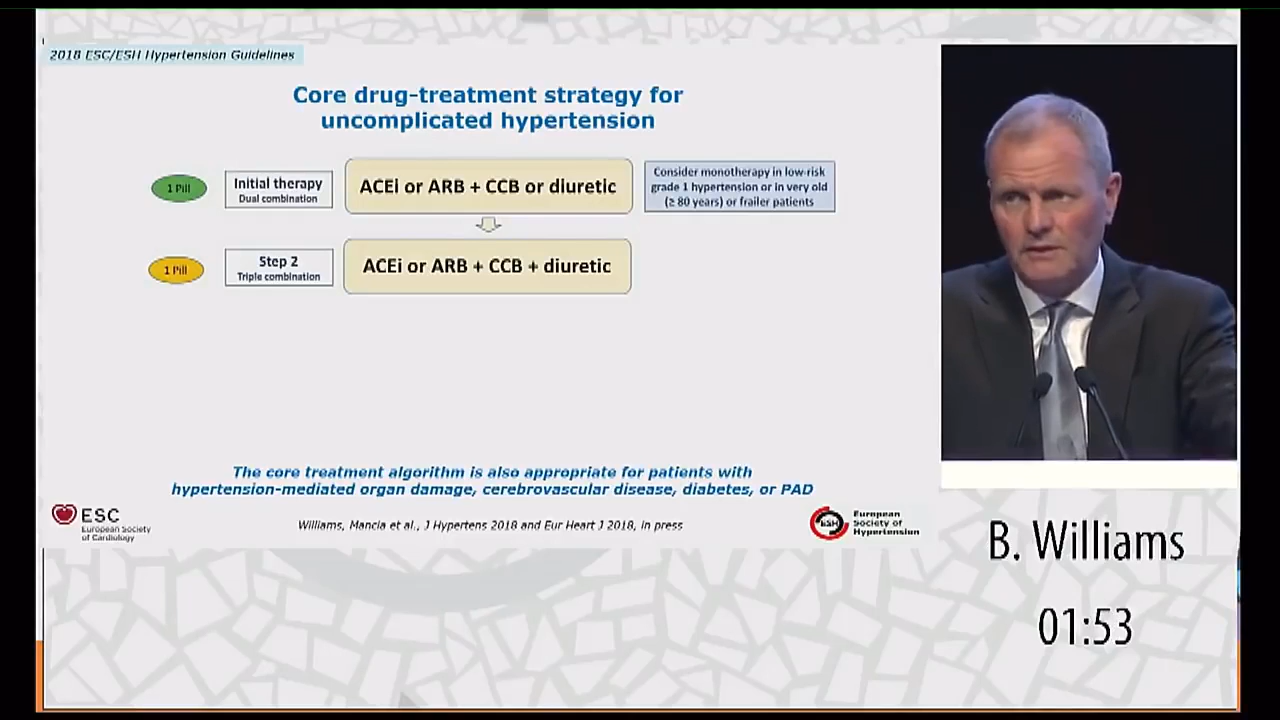 2018 ESC/ESH Hypertension Guidelines
Core drug-treatment strategy for
uncomplicated hypertension
1 Pill
Initial therapy
Dual combination
ACEi or ARB + CCB or diuretic
Consider monotherapy in low-risk
grade 1 hypertension or in very old
(≥ 80 years) or frailer patients
1 Pill
Step 2
Triple combination
ACEi or ARB + CCB + diuretic
The core treatment algorithm is also appropriate for patients with
hypertension-mediated organ damage, cerebrovascular disease, diabetes, or PAD
ESC
European Society
of Cardiology
Williams, Mancia et al., J Hypertens 2018 and Eur Heart J 2018, in press
ESH
European
Society of
Hypertension
B. Williams
01:53